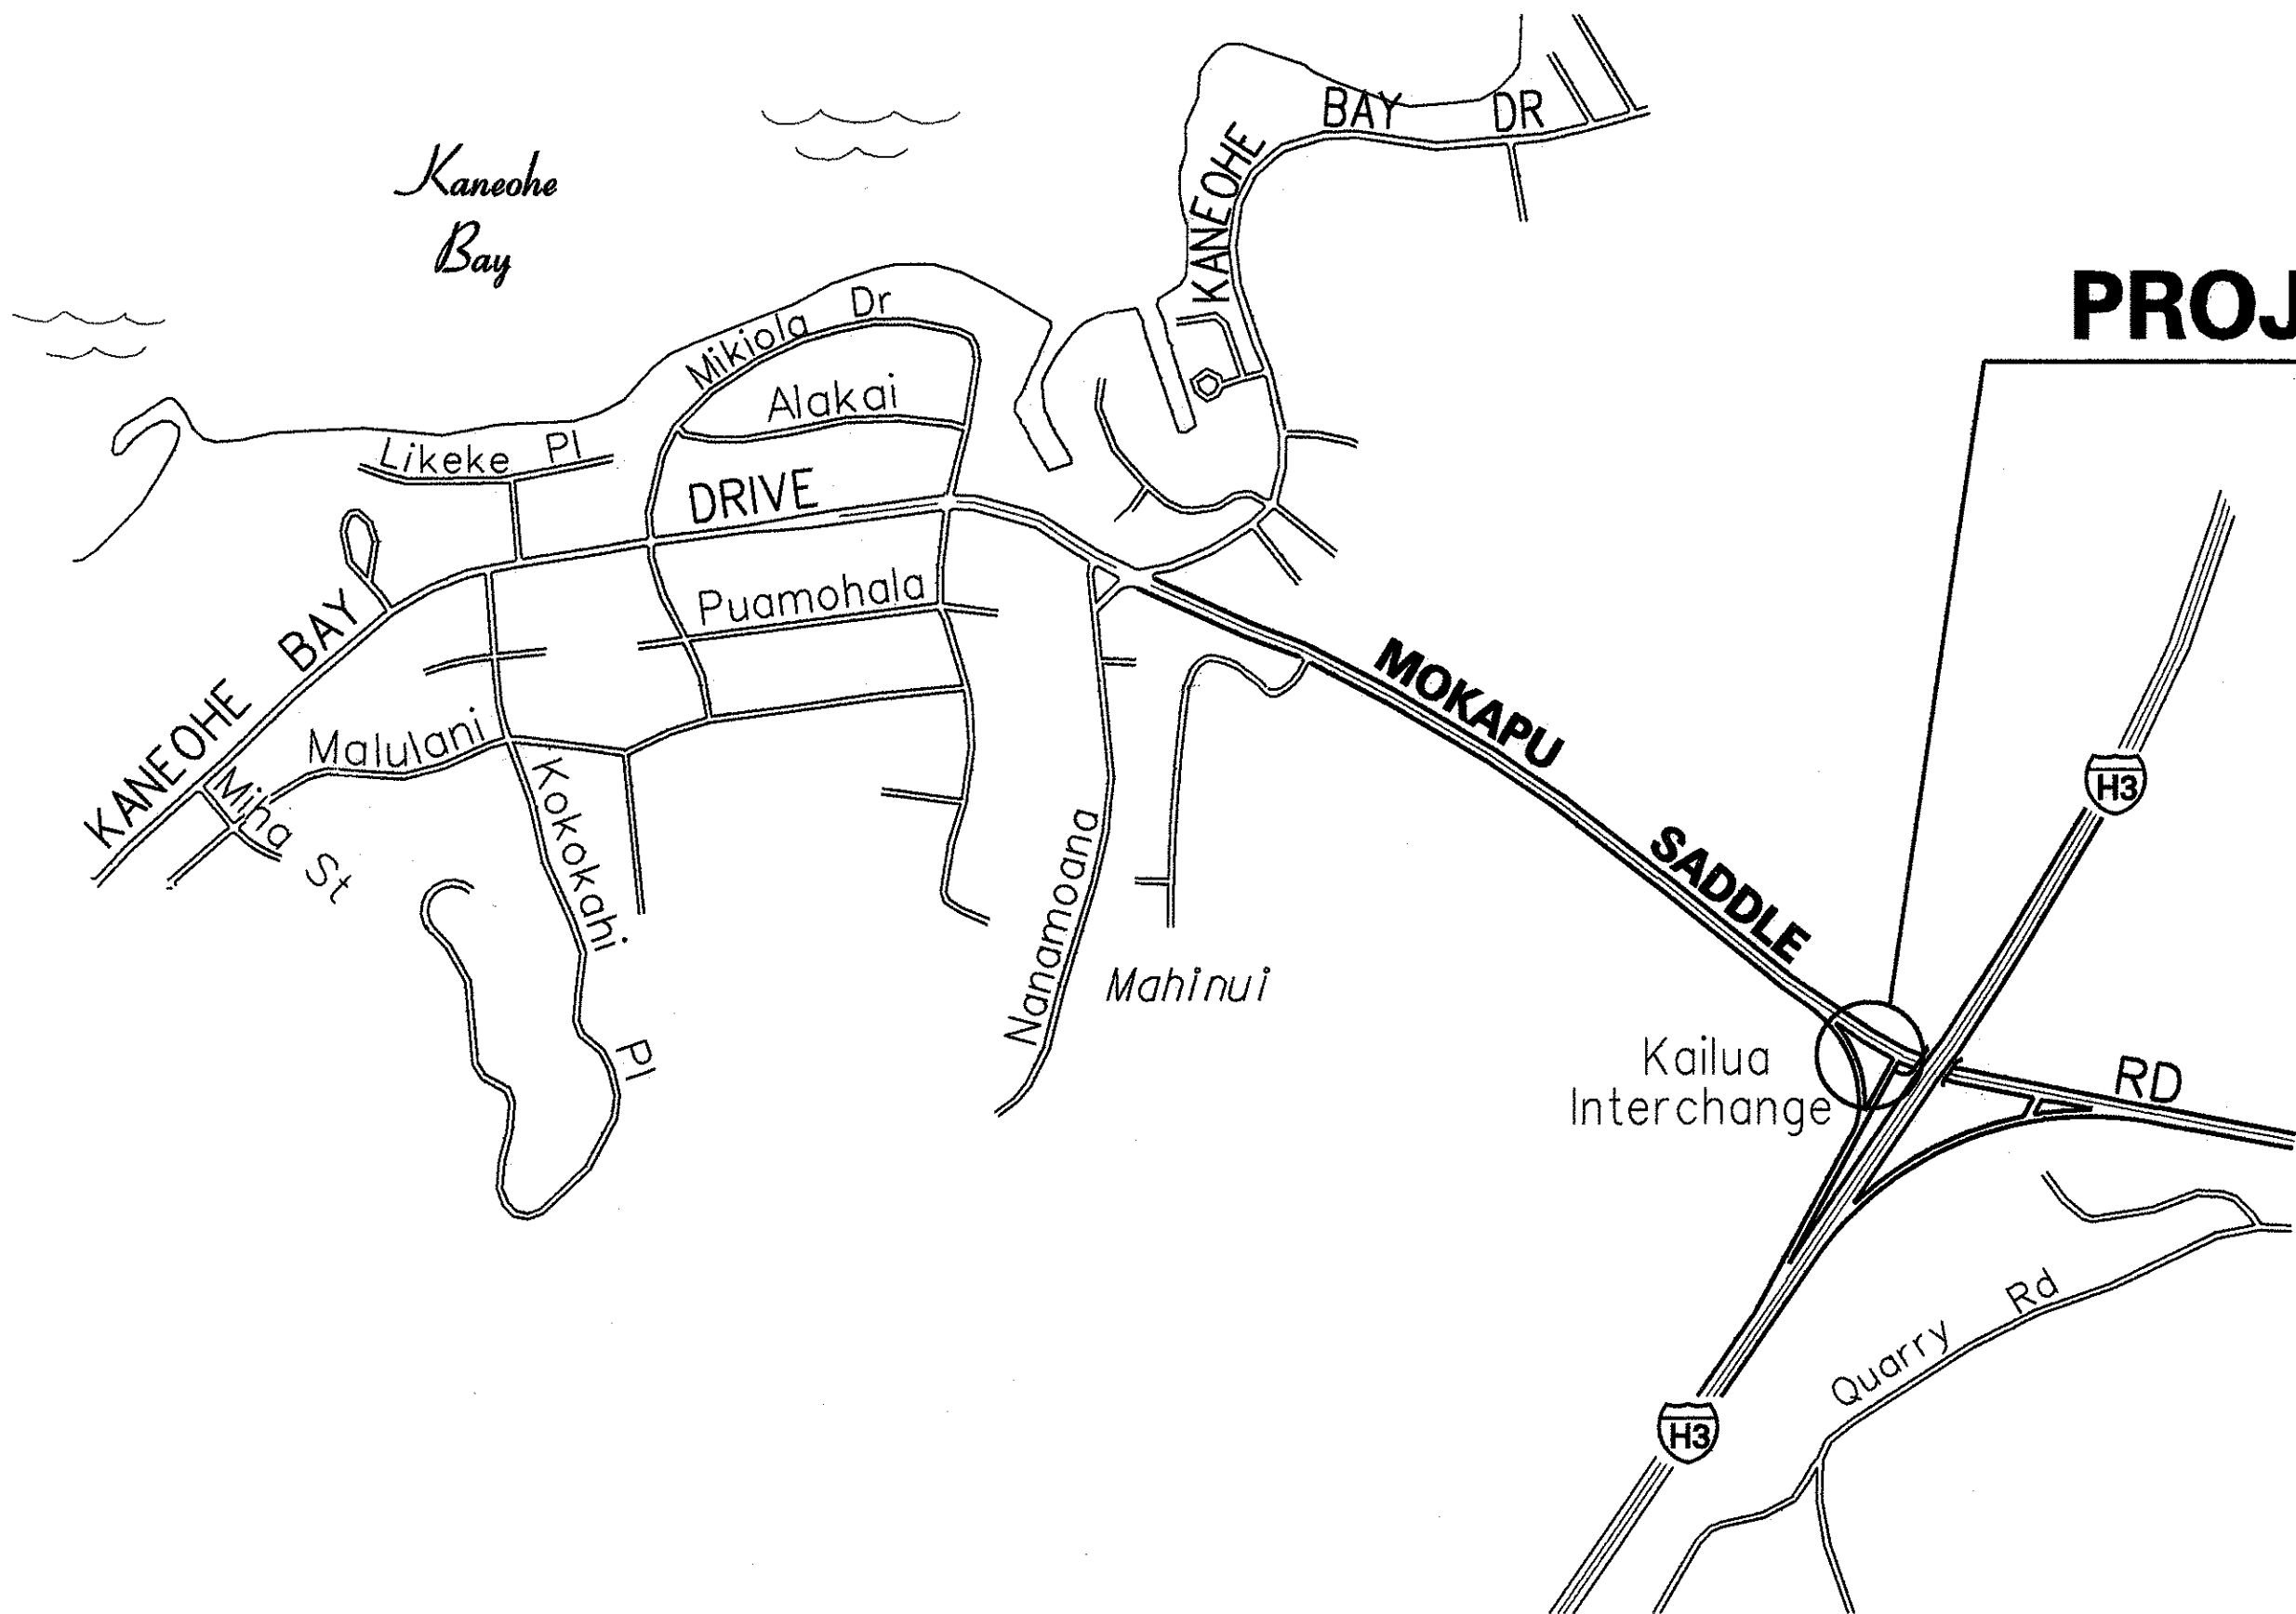 BAY DR
KANEOHE
Kaneohe
Bay
PROJ
Mikiola Dr
Alakai
Likeke Pl
DRIVE
Puamohala
KANEOHE BAY
MOKAPU
SADDLE
RD
H3
Malulani
Mina St
Kokokahi Pl
Nanamoana
Mahinui
Kailua
Interchange
Quarry Rd
H3